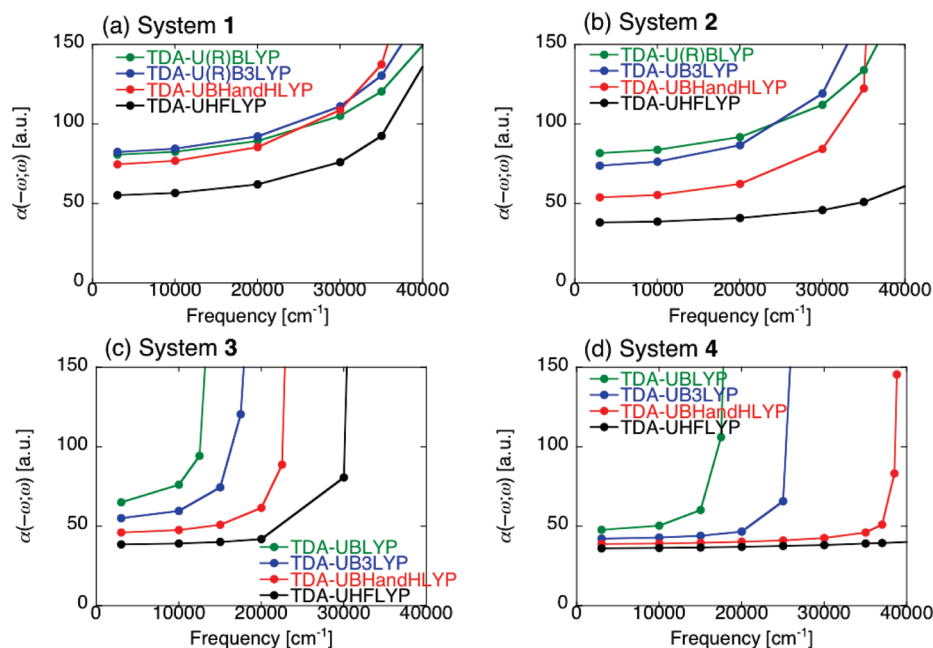 (a) System 1
150
TDA-U(R)BLYP
TDA-U(R)B3LYP
TDA-UBHandHLYP
TDA-UHFLYP
100
50
0
α(−ω;ω) [a.u.]
0 10000 20000 30000 40000
Frequency [cm⁻¹]
(b) System 2
150
TDA-U(R)BLYP
TDA-UB3LYP
TDA-UBHandHLYP
TDA-UHFLYP
100
50
0
α(−ω;ω) [a.u.]
0 10000 20000 30000 40000
Frequency [cm⁻¹]
(c) System 3
150
100
50
0
α(−ω;ω) [a.u.]
TDA-UBLYP
TDA-UB3LYP
TDA-UBHandHLYP
TDA-UHFLYP
0 10000 20000 30000 40000
Frequency [cm⁻¹]
(d) System 4
150
TDA-UBLYP
TDA-UB3LYP
TDA-UBHandHLYP
TDA-UHFLYP
100
50
0
α(−ω;ω) [a.u.]
0 10000 20000 30000 40000
Frequency [cm⁻¹]